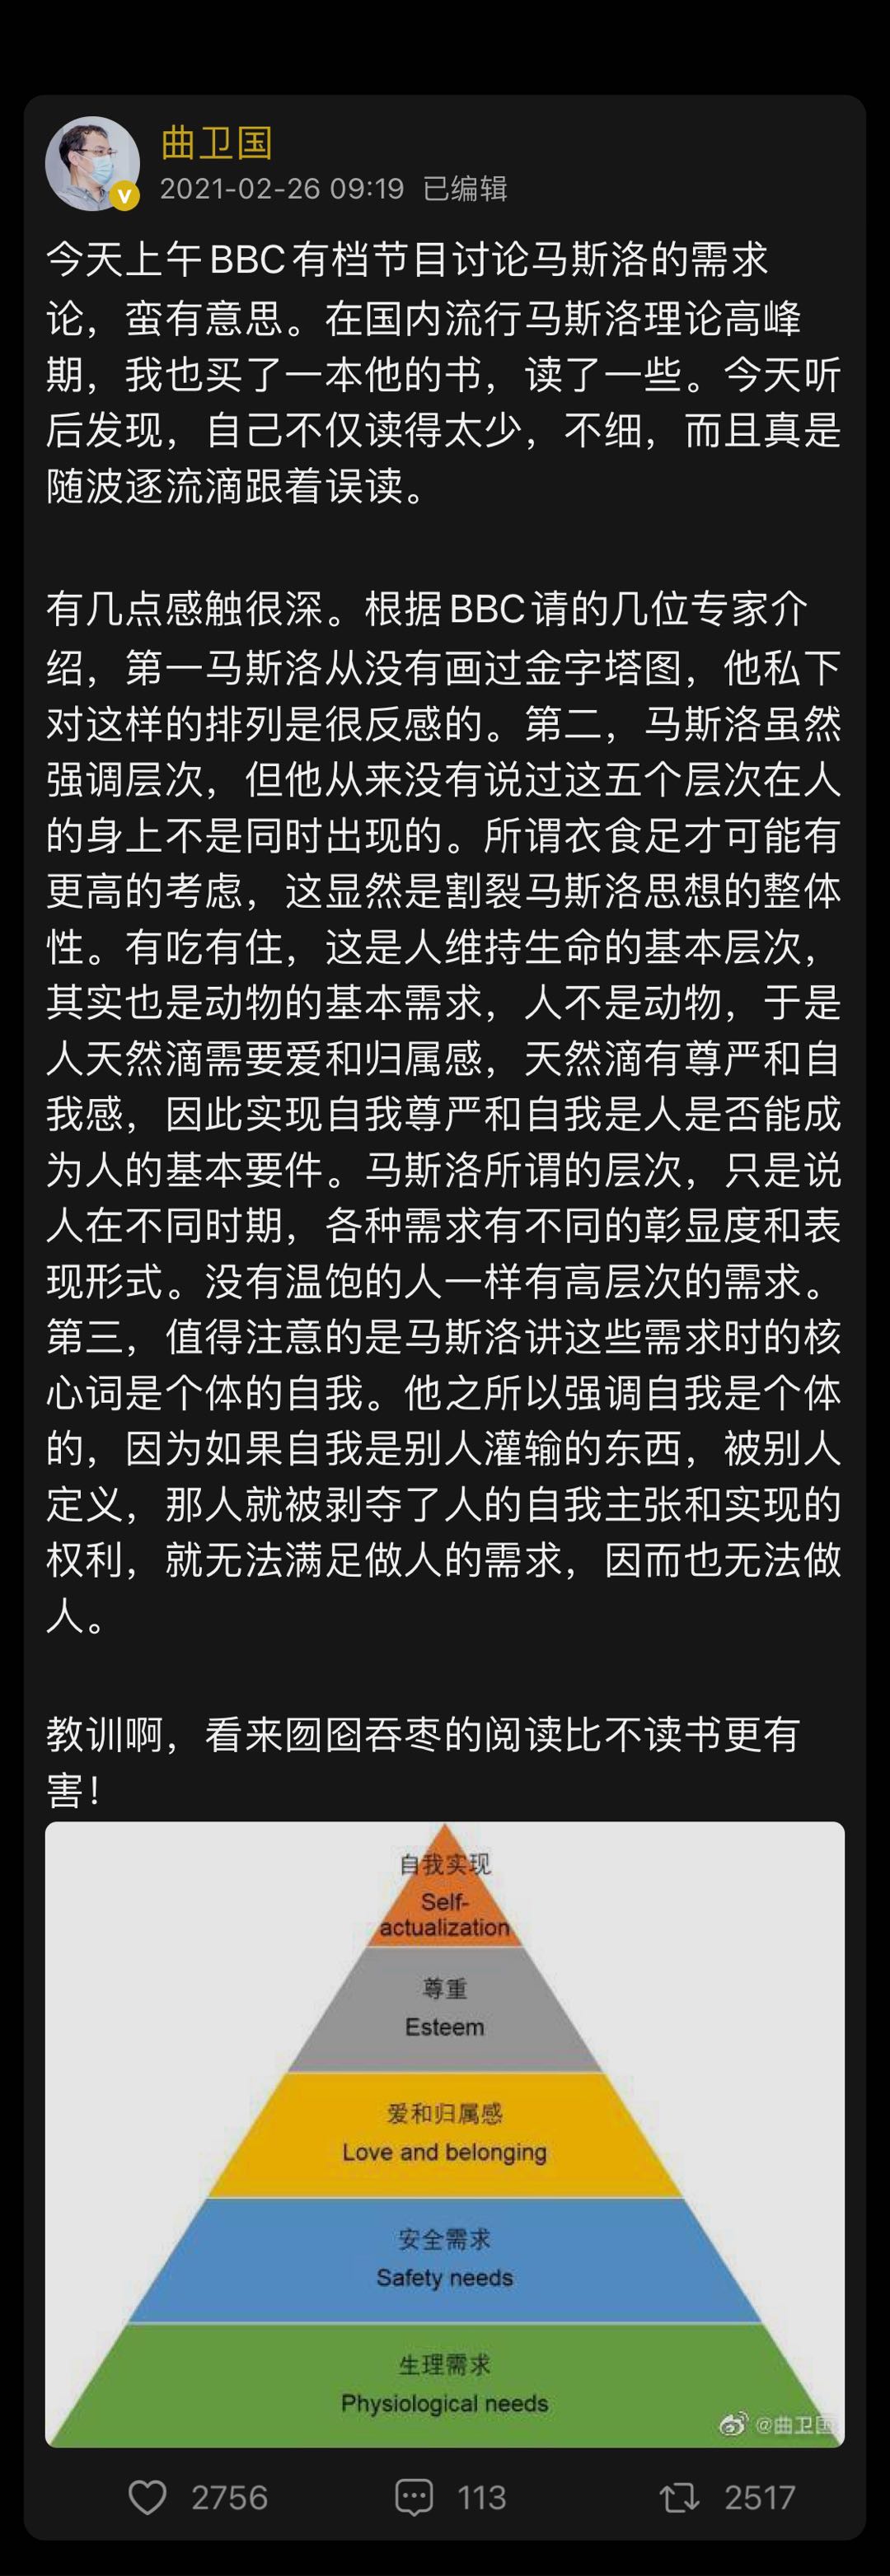 曲卫国
2021-02-26 09:19 已编辑
今天上午BBC有档节目讨论马斯洛的需求
论，蛮有意思。在国内流行马斯洛理论高峰
期，我也买了一本他的书，读了一些。今天听
后发现，自己不仅读得太少，不细，而且真是
随波逐流滴跟着误读。
有几点感触很深。根据BBC请的几位专家介
绍，第一马斯洛从没有画过金字塔图，他私下
对这样的排列是很反感的。第二，马斯洛虽然
强调层次，但他从来没有说过这五个层次在人
的身上不是同时出现的。所谓衣食足才可能有
更高的考虑，这显然是割裂马斯洛思想的整体
性。有吃有住，这是人维持生命的基本层次，
其实也是动物的基本需求，人不是动物，于是
人天然滴需要爱和归属感，天然滴有尊严和自
我感，因此实现自我尊严和自我是人是否能成
为人的基本要件。马斯洛所谓的层次，只是说
人在不同时期，各种需求有不同的彰显度和表
现形式。没有温饱的人一样有高层次的需求。
第三，值得注意的是马斯洛讲这些需求时的核
心词是个体的自我。他之所以强调自我是个体
的，因为如果自我是别人灌输的东西，被别人
定义，那人就被剥夺了人的自我主张和实现的
权利，就无法满足做人的需求，因而也无法做
人。
教训啊，看来囫囵吞枣的阅读比不读书更有
害！
自我实现
Self-
actualization
尊重
Esteem
爱和归属感
Love and belonging
安全需求
Safety needs
生理需求
Physiological needs
@曲卫国
2756 113 2517